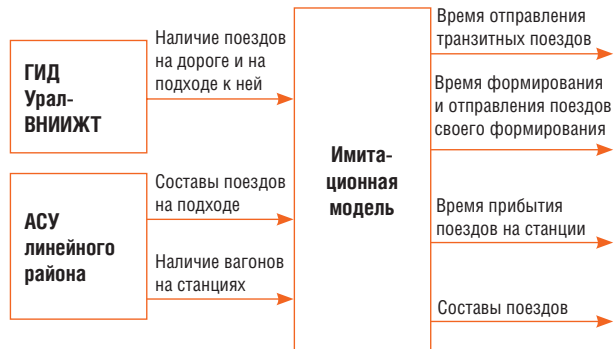 ГИД
Урал-
ВНИИЖТ
Наличие поездов
на дороге и на
подходе к ней
АСУ
линейного
района
Составы поездов
на подходе
Наличие вагонов
на станциях
Имита-
ционная
модель
Время отправления
транзитных поездов
Время формирования
и отправления поездов
своего формирования
Время прибытия
поездов на станции
Составы поездов